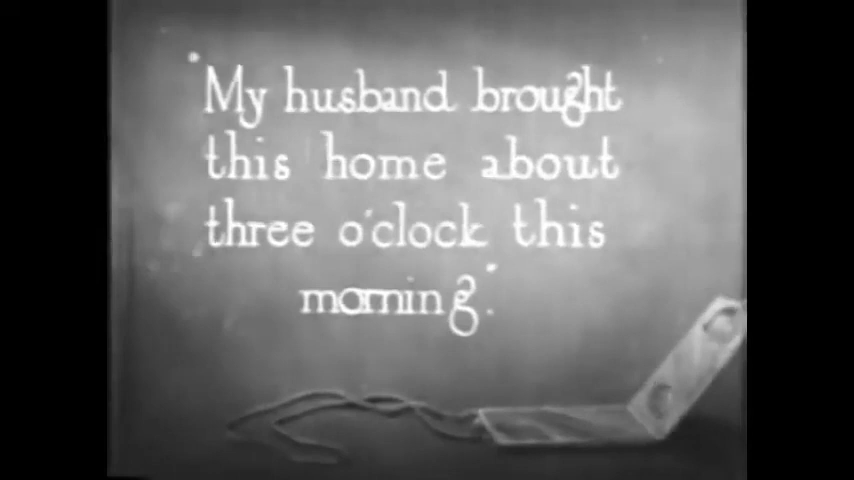 "My husband brought
this home about
three o'clock this
morning".